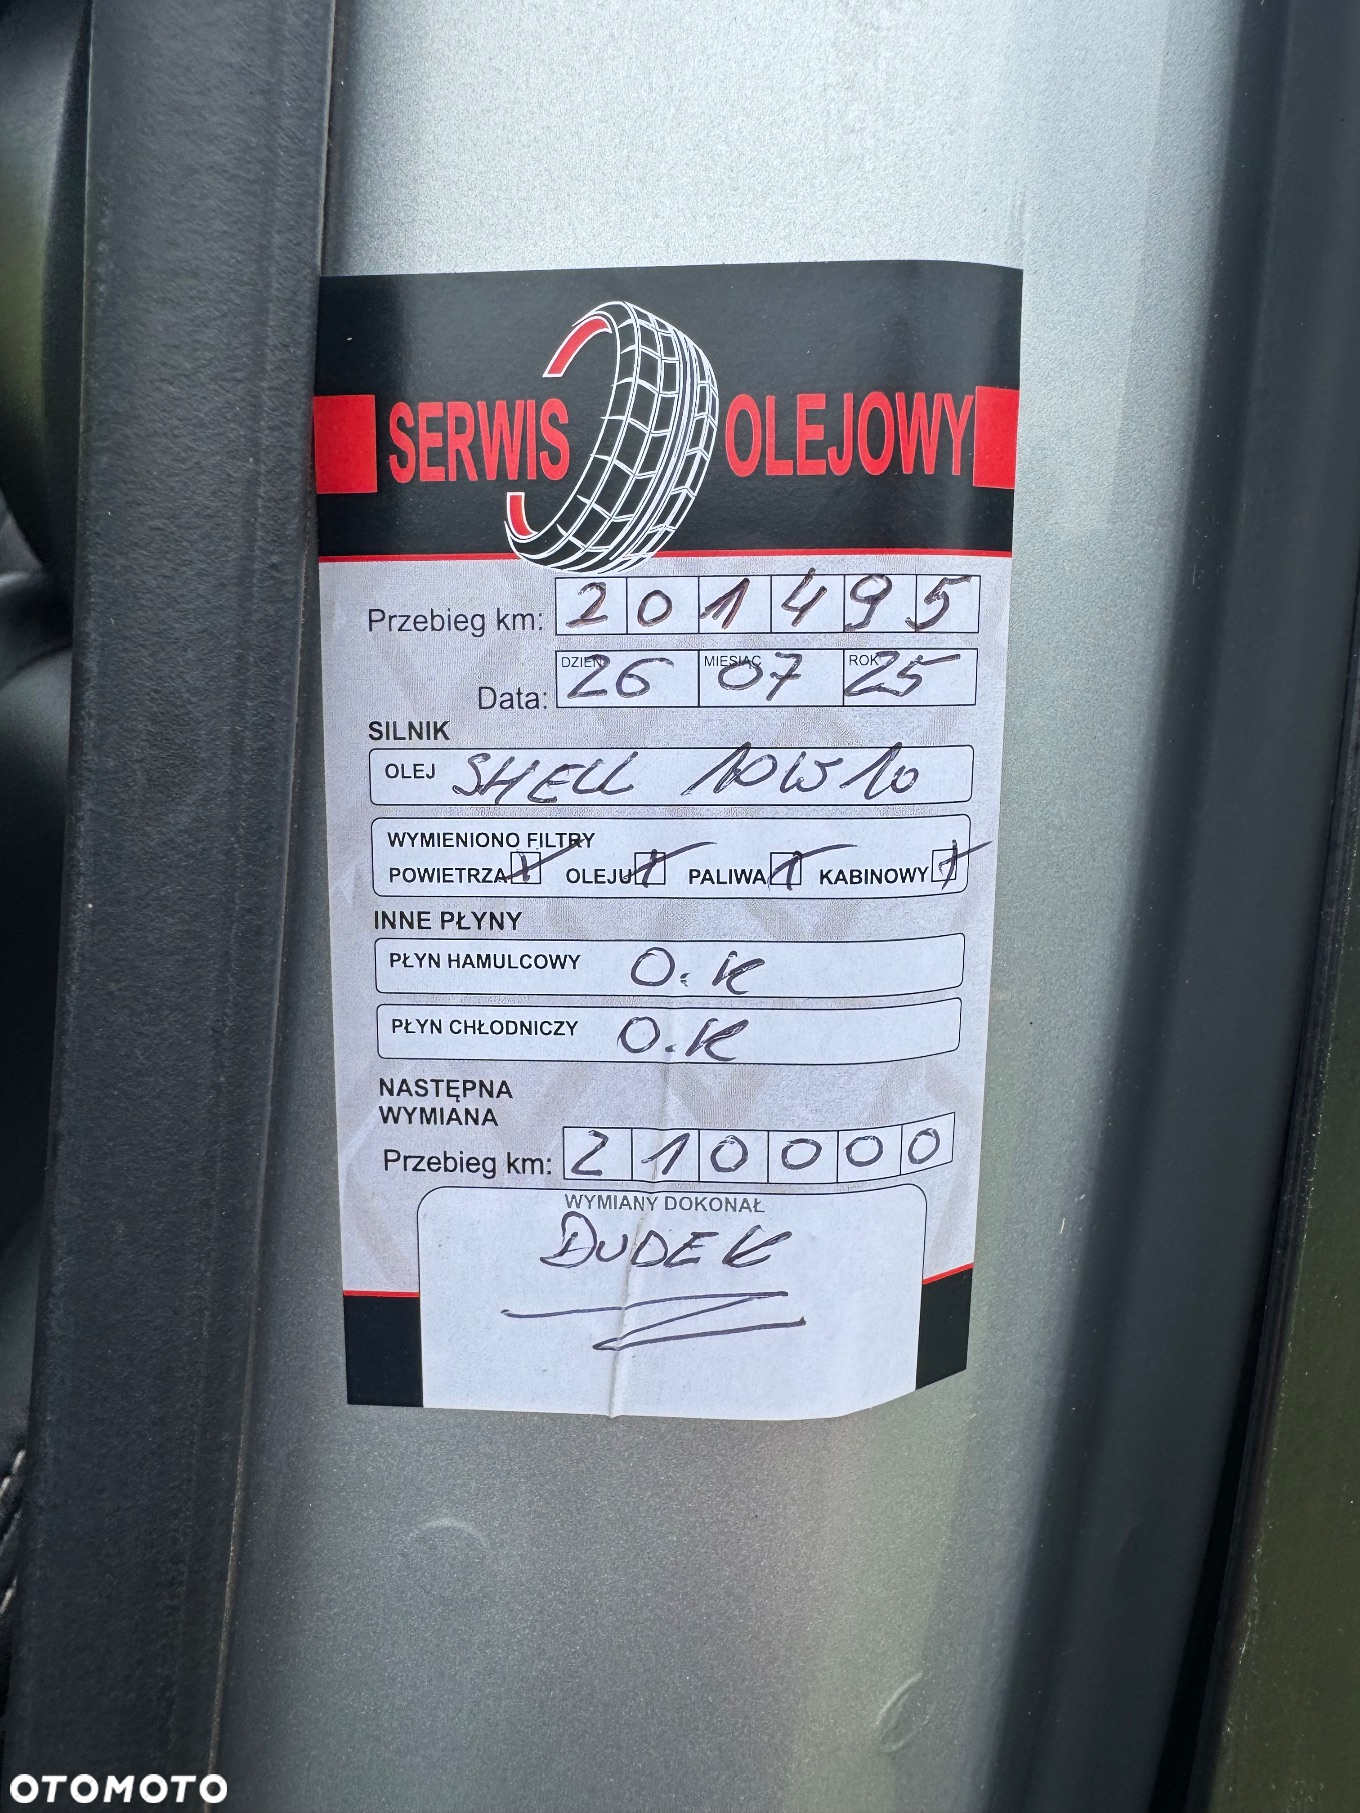 SERWIS OLEJOWY
Przebieg km: 201495
DZIEŃ MIESIĄC ROK
Data: 26 07 25
SILNIK
OLEJ SHELL 10W10
WYMIENIONO FILTRY
POWIETRZA OLEJU PALIWA KABINOWY
INNE PŁYNY
PŁYN HAMULCOWY O.K
PŁYN CHŁODNICZY O.K
NASTĘPNA
WYMIANA
Przebieg km: 210000
WYMIANY DOKONAŁ
DUDEK
OTOMOTO